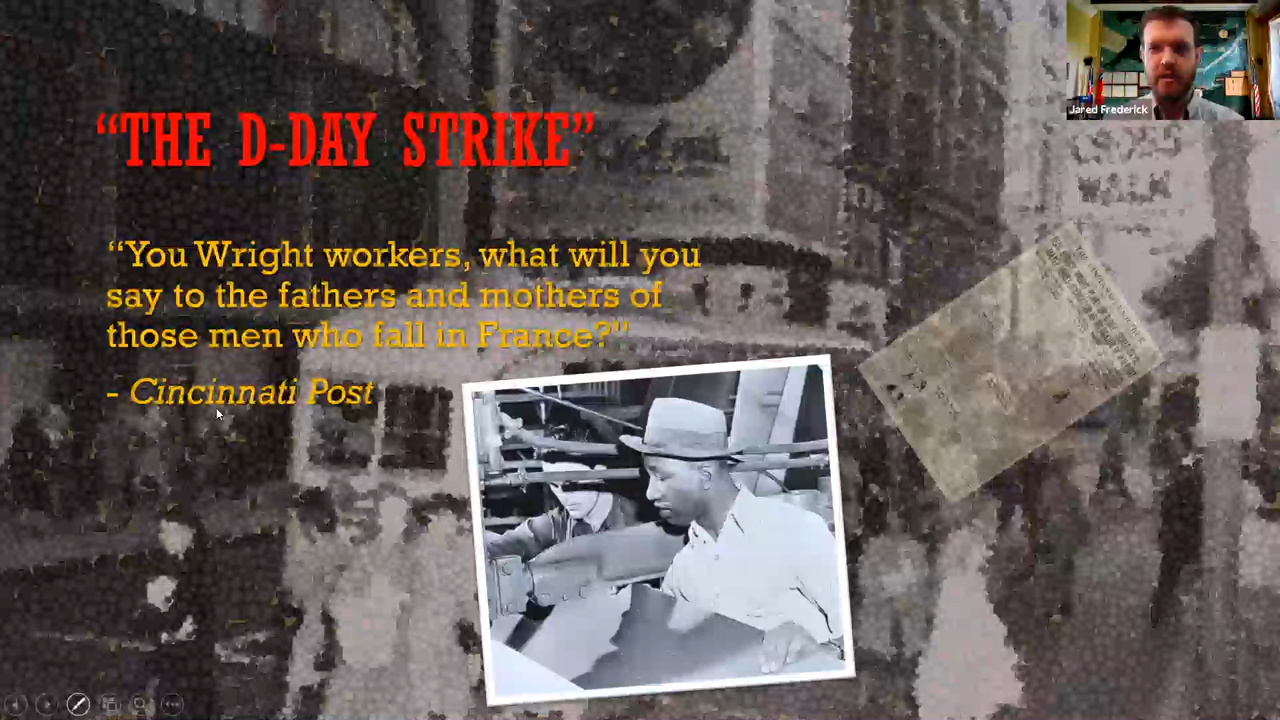 Jared Frederick
“THE D-DAY STRIKE”
“You Wright workers, what will you
say to the fathers and mothers of
those men who fall in France?”
- Cincinnati Post